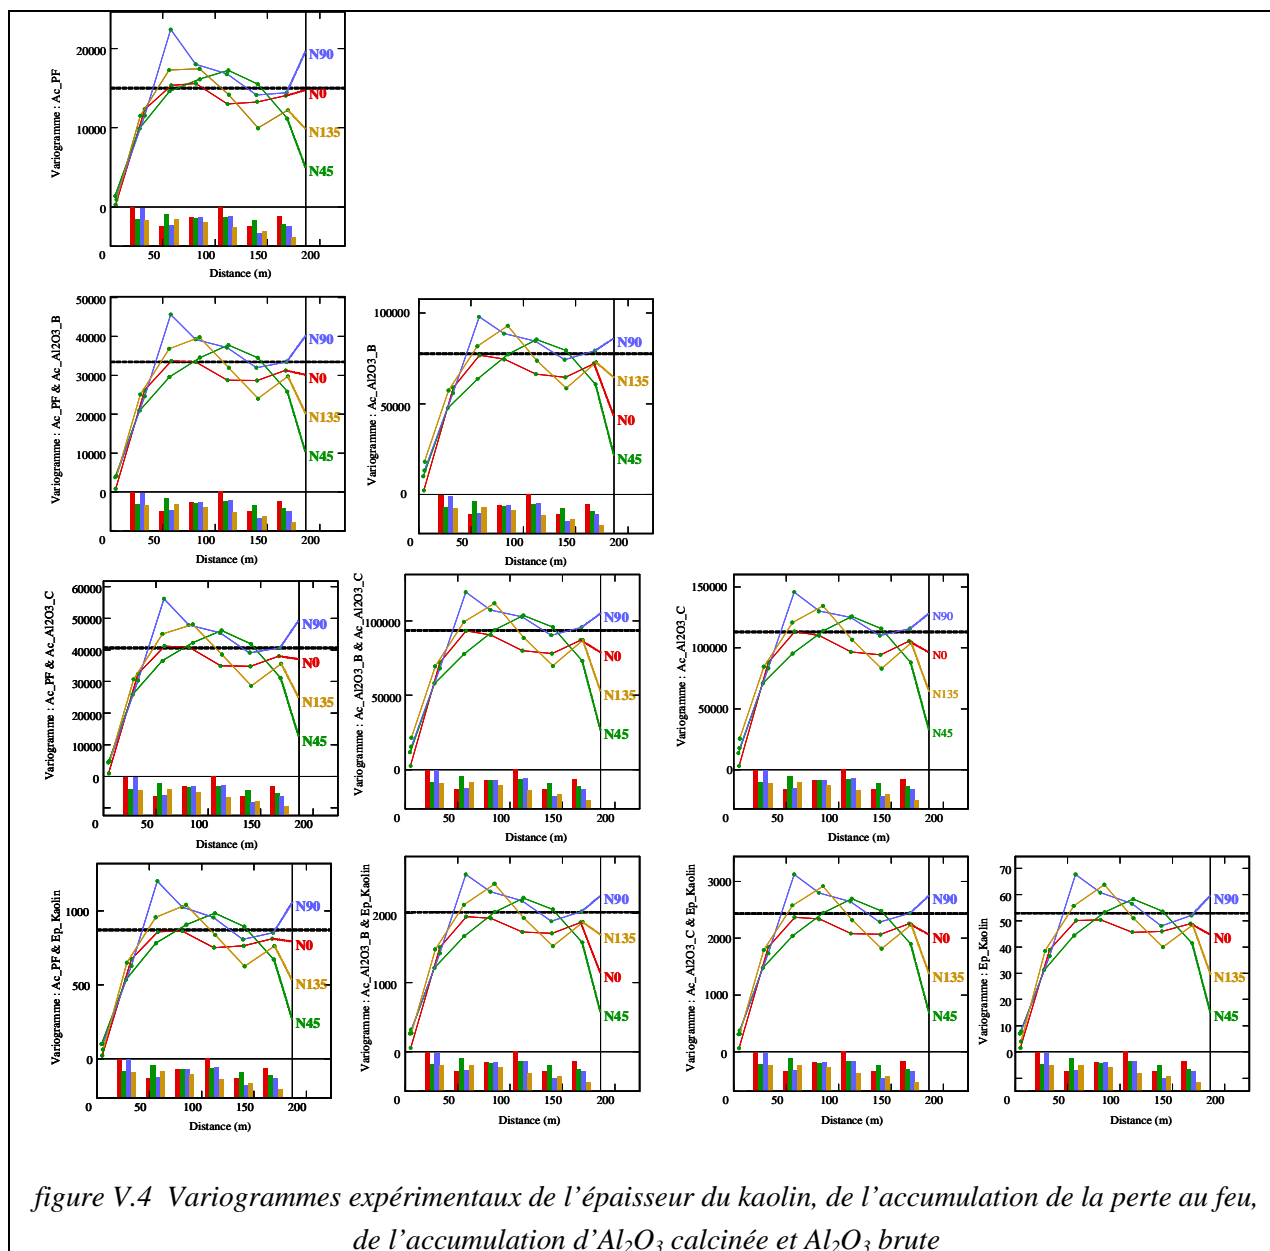 Variogramme : Ac_PF
20000
10000
0
N90
N0
N135
N45
0 50 100 150 200
Distance (m)
Variogramme : Ac_PF & Ac_Al2O3_B
50000
40000
30000
20000
10000
0
N90
N0
N135
N45
0 50 100 150 200
Distance (m)
Variogramme : Ac_Al2O3_B
100000
50000
0
N90
N135
N0
N45
0 50 100 150 200
Distance (m)
Variogramme : Ac_PF & Ac_Al2O3_C
60000
50000
40000
30000
20000
10000
0
N90
N0
N135
N45
0 50 100 150 200
Distance (m)
Variogramme : Ac_Al2O3_B & Ac_Al2O3_C
100000
50000
0
N90
N0
N135
N45
0 50 100 150 200
Distance (m)
Variogramme : Ac_Al2O3_C
150000
100000
50000
0
N90
N0
N135
N45
0 50 100 150 200
Distance (m)
Variogramme : Ac_PF & Ep_Kaolin
1000
500
0
N90
N0
N135
N45
0 50 100 150 200
Distance (m)
Variogramme : Ac_Al2O3_B & Ep_Kaolin
2000
1000
0
N90
N135
N0
N45
0 50 100 150 200
Distance (m)
Variogramme : Ac_Al2O3_C & Ep_Kaolin
3000
2000
1000
0
N90
N0
N135
N45
0 50 100 150 200
Distance (m)
Variogramme : Ep_Kaolin
70
60
50
40
30
20
10
0
N90
N0
N135
N45
0 50 100 150 200
Distance (m)
figure V.4 Variogrammes expérimentaux de l’épaisseur du kaolin, de l’accumulation de la perte au feu,
de l’accumulation d’Al₂O₃ calcinée et Al₂O₃ brute